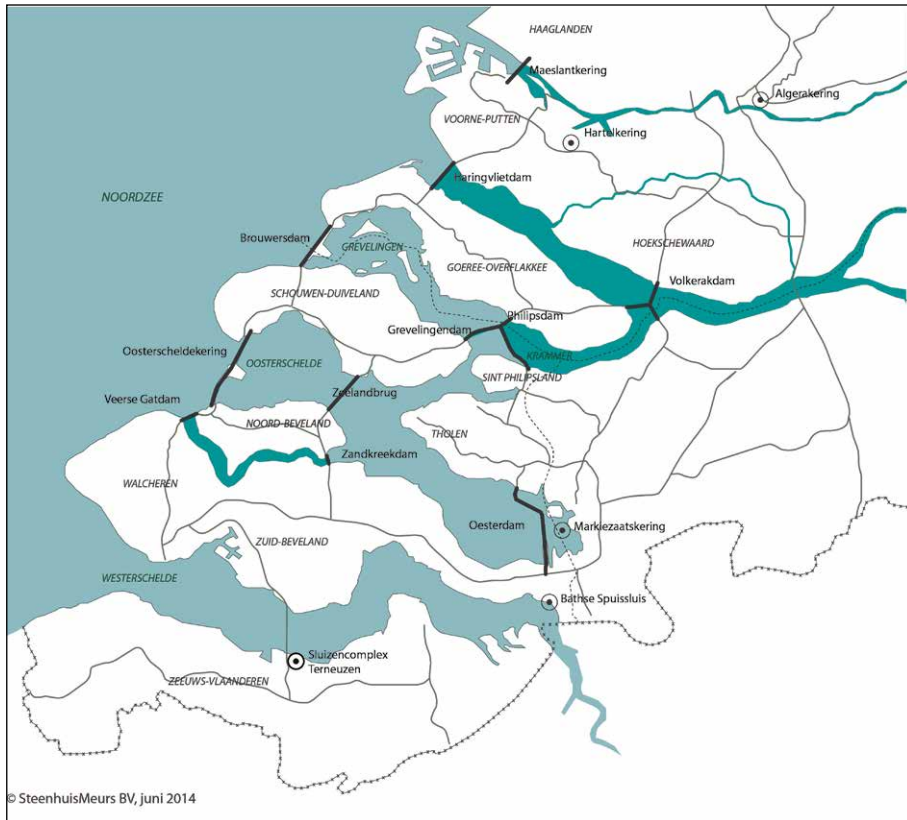 HAAGLANDEN
Maeslantkering
Algerakering
VOORNE-PUTTEN
Hartelkering
Haringvlietdam
NOORDZEE
Brouwersdam
GREVELINGEN
HOEKSCHEWAARD
GOEREE-OVERFLAKKEE
Volkerakdam
SCHOUWEN-DUIVELAND
Philipsdam
Grevelingendam
Oosterscheldekering
KRAMMER
OOSTERSCHELDE
SINT PHILIPSLAND
Zeelandbrug
Veerse Gatdam
NOORD-BEVELAND
THOLEN
Zandkreekdam
WALCHEREN
Oesterdam
Markiezaatskering
ZUID-BEVELAND
WESTERSCHELDE
Bathse Spuissluis
Sluizencomplex
Terneuzen
ZEEUWS-VLAANDEREN
© SteenhuisMeurs BV, juni 2014